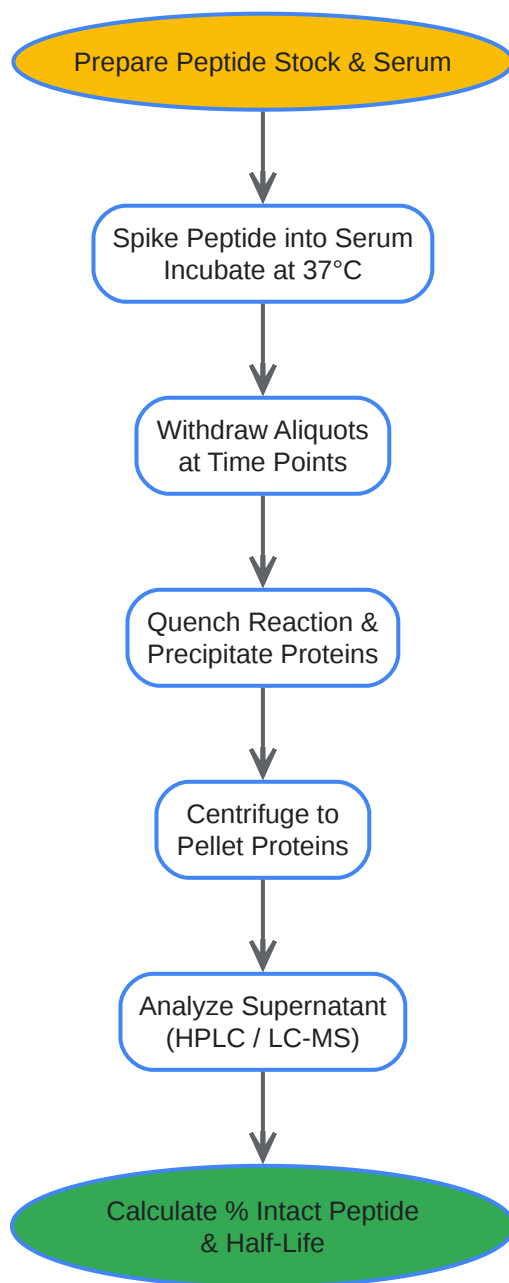 Prepare Peptide Stock & Serum
Spike Peptide into Serum
Incubate at 37°C
Withdraw Aliquots
at Time Points
Quench Reaction &
Precipitate Proteins
Centrifuge to
Pellet Proteins
Analyze Supernatant
(HPLC / LC-MS)
Calculate % Intact Peptide
& Half-Life